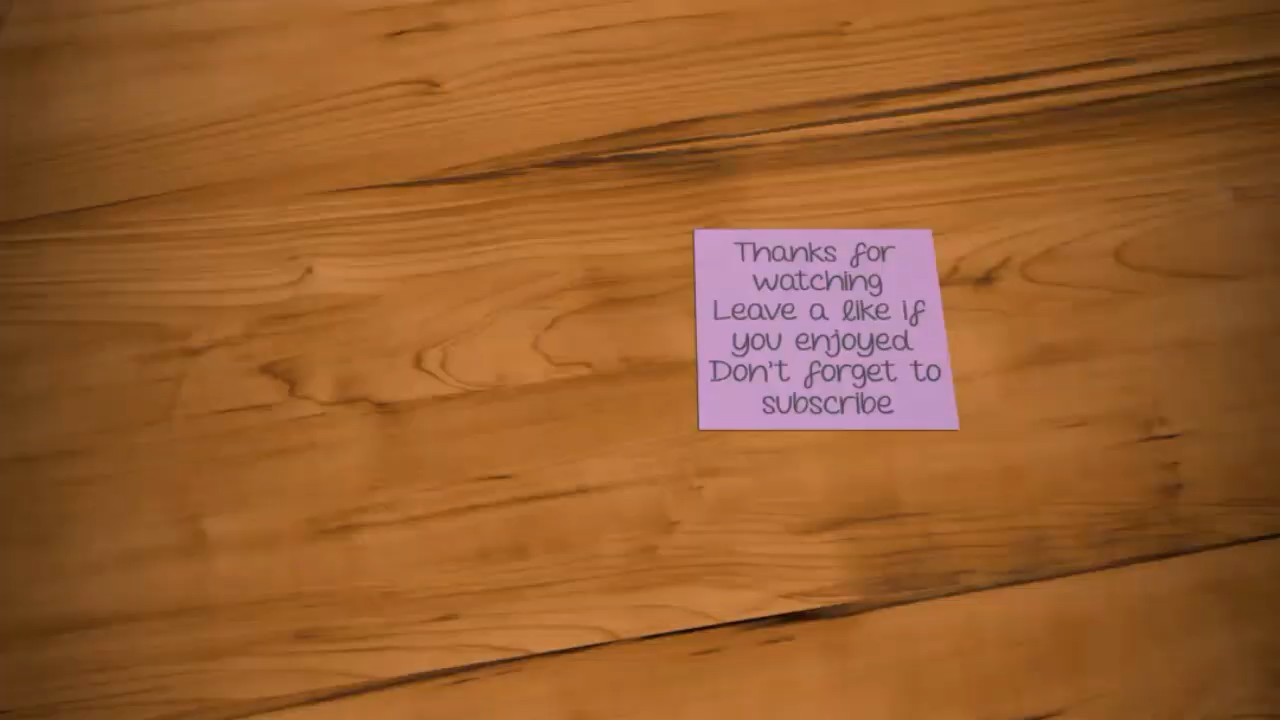 Thanks for
watching
Leave a like if
you enjoyed
Don't forget to
subscribe